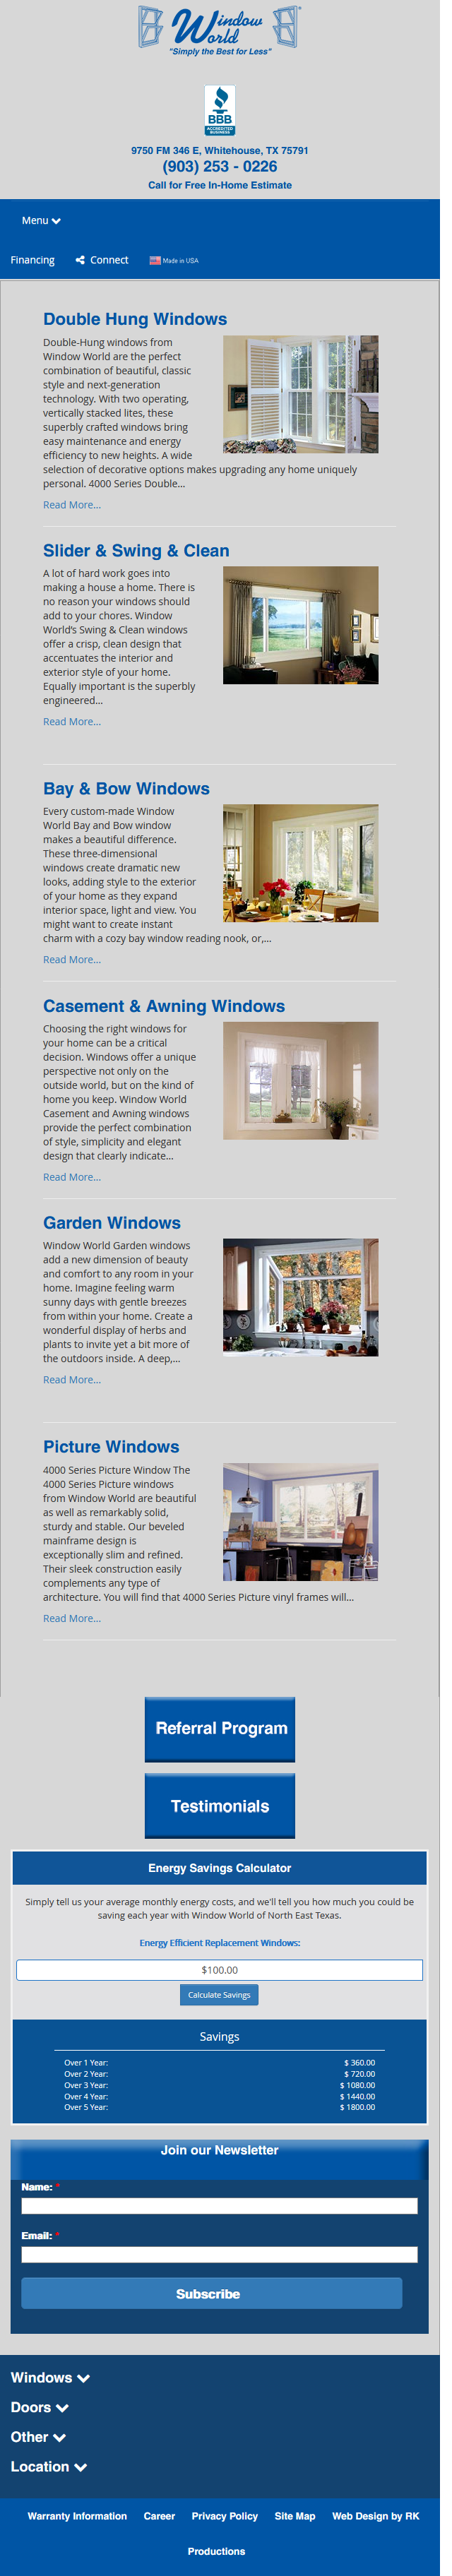 Window
World
"Simply the Best for Less"
BBB
ACCREDITED
BUSINESS
9750 FM 346 E, Whitehouse, TX 75791
(903) 253 - 0226
Call for Free In-Home Estimate
Menu
Financing Connect Made in USA
Double Hung Windows
Double-Hung windows from
Window World are the perfect
combination of beautiful, classic
style and next-generation
technology. With two operating,
vertically stacked lites, these
superbly crafted windows bring
easy maintenance and energy
efficiency to new heights. A wide
selection of decorative options makes upgrading any home uniquely
personal. 4000 Series Double...
Read More...
Slider & Swing & Clean
A lot of hard work goes into
making a house a home. There is
no reason your windows should
add to your chores. Window
World's Swing & Clean windows
offer a crisp, clean design that
accentuates the interior and
exterior style of your home.
Equally important is the superbly
engineered...
Read More...
Bay & Bow Windows
Every custom-made Window
World Bay and Bow window
makes a beautiful difference.
These three-dimensional
windows create dramatic new
looks, adding style to the exterior
of your home as they expand
interior space, light and view. You
might want to create instant
charm with a cozy bay window reading nook, or,...
Read More...
Casement & Awning Windows
Choosing the right windows for
your home can be a critical
decision. Windows offer a unique
perspective not only on the
outside world, but on the kind of
home you keep. Window World
Casement and Awning windows
provide the perfect combination
of style, simplicity and elegant
design that clearly indicate...
Read More...
Garden Windows
Window World Garden windows
add a new dimension of beauty
and comfort to any room in your
home. Imagine feeling warm
sunny days with gentle breezes
from within your home. Create a
wonderful display of herbs and
plants to invite yet a bit more of
the outdoors inside. A deep,...
Read More...
Picture Windows
4000 Series Picture Window The
4000 Series Picture windows
from Window World are beautiful
as well as remarkably solid,
sturdy and stable. Our beveled
mainframe design is
exceptionally slim and refined.
Their sleek construction easily
complements any type of
architecture. You will find that 4000 Series Picture vinyl frames will...
Read More...
Referral Program
Testimonials
Energy Savings Calculator
Simply tell us your average monthly energy costs, and we'll tell you how much you could be
saving each year with Window World of North East Texas.
Energy Efficient Replacement Windows:
$100.00
Calculate Savings
Savings
Over 1 Year: $ 360.00
Over 2 Year: $ 720.00
Over 3 Year: $ 1080.00
Over 4 Year: $ 1440.00
Over 5 Year: $ 1800.00
Join our Newsletter
Name: *
Email: *
Subscribe
Windows
Doors
Other
Location
Warranty Information Career Privacy Policy Site Map Web Design by RK
Productions